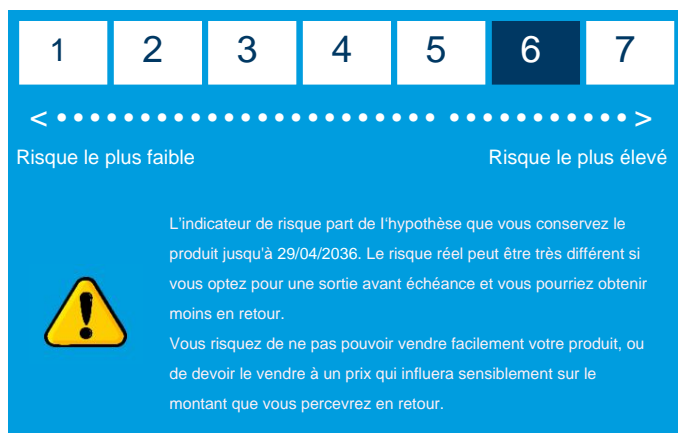 1 2 3 4 5 6 7
< >
Risque le plus faible Risque le plus élevé
L'indicateur de risque part de l‘hypothèse que vous conservez le
produit jusqu'à 29/04/2036. Le risque réel peut être très différent si
vous optez pour une sortie avant échéance et vous pourriez obtenir
moins en retour.
Vous risquez de ne pas pouvoir vendre facilement votre produit, ou
de devoir le vendre à un prix qui influera sensiblement sur le
montant que vous percevrez en retour.